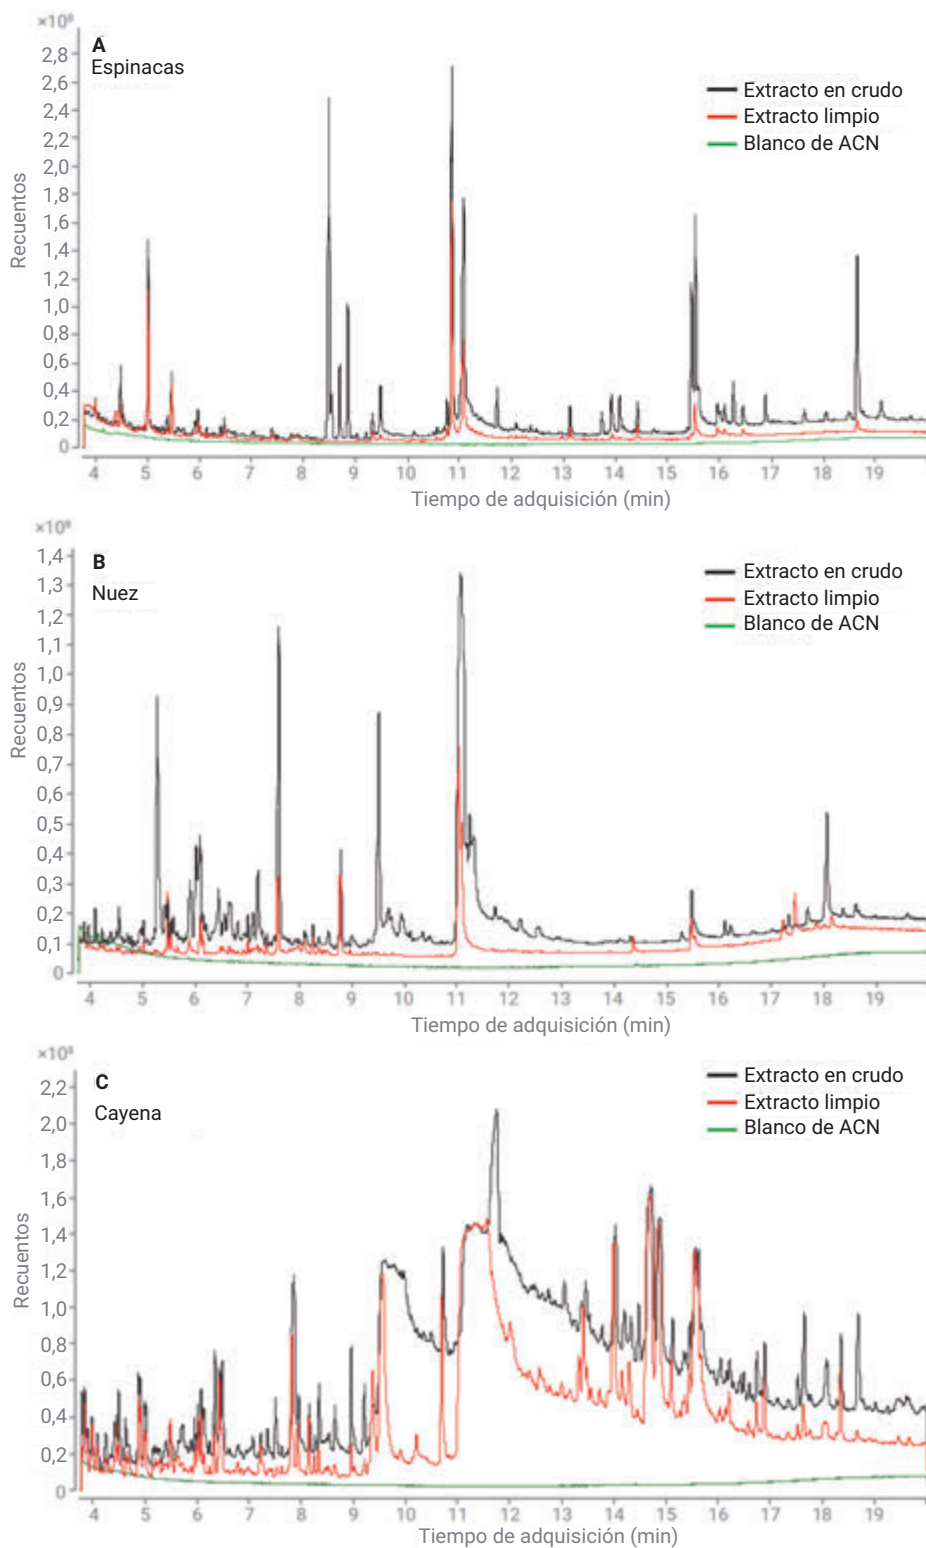 ×10⁸
A
Espinacas
Extracto en crudo
Extracto limpio
Blanco de ACN
Recuentos
2,8
2,6
2,4
2,2
2,0
1,8
1,6
1,4
1,2
1,0
0,8
0,6
0,4
0,2
0
4 5 6 7 8 9 10 11 12 13 14 15 16 17 18 19
Tiempo de adquisición (min)
×10⁸
B
Nuez
Extracto en crudo
Extracto limpio
Blanco de ACN
Recuentos
1,4
1,3
1,2
1,1
1,0
0,9
0,8
0,7
0,6
0,5
0,4
0,3
0,2
0,1
0
4 5 6 7 8 9 10 11 12 13 14 15 16 17 18 19
Tiempo de adquisición (min)
×10⁸
C
Cayena
Extracto en crudo
Extracto limpio
Blanco de ACN
Recuentos
2,2
2,0
1,8
1,6
1,4
1,2
1,0
0,8
0,6
0,4
0,2
0
4 5 6 7 8 9 10 11 12 13 14 15 16 17 18 19
Tiempo de adquisición (min)